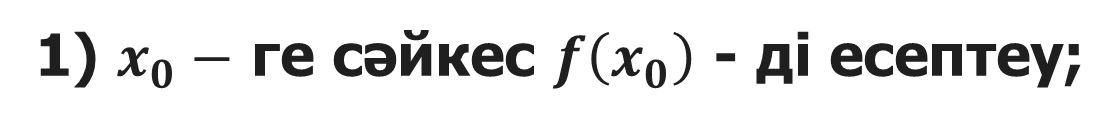 1) 𝒙₀ − ге сәйкес 𝒇(𝒙₀) - ді есептеу;